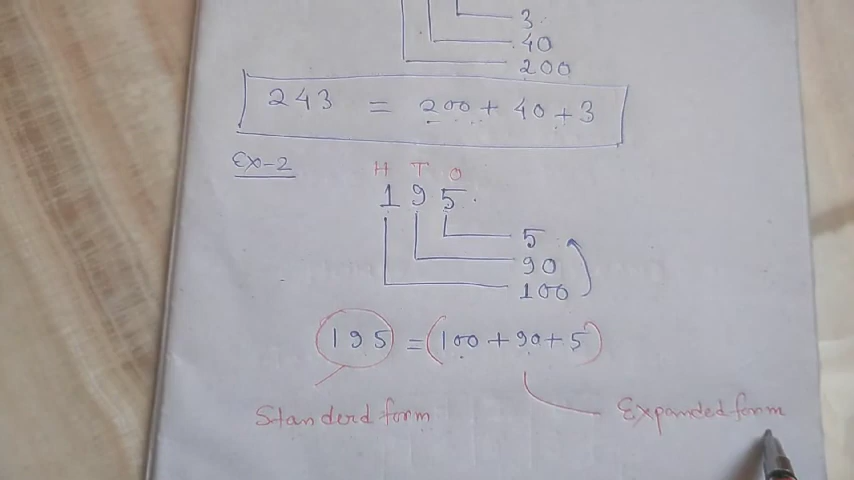 3
40
200
243 = 200 + 40 + 3
Ex-2
H T O
1 9 5
5
90
100
195 = (100 + 90 + 5)
Standerd form
Expanded form